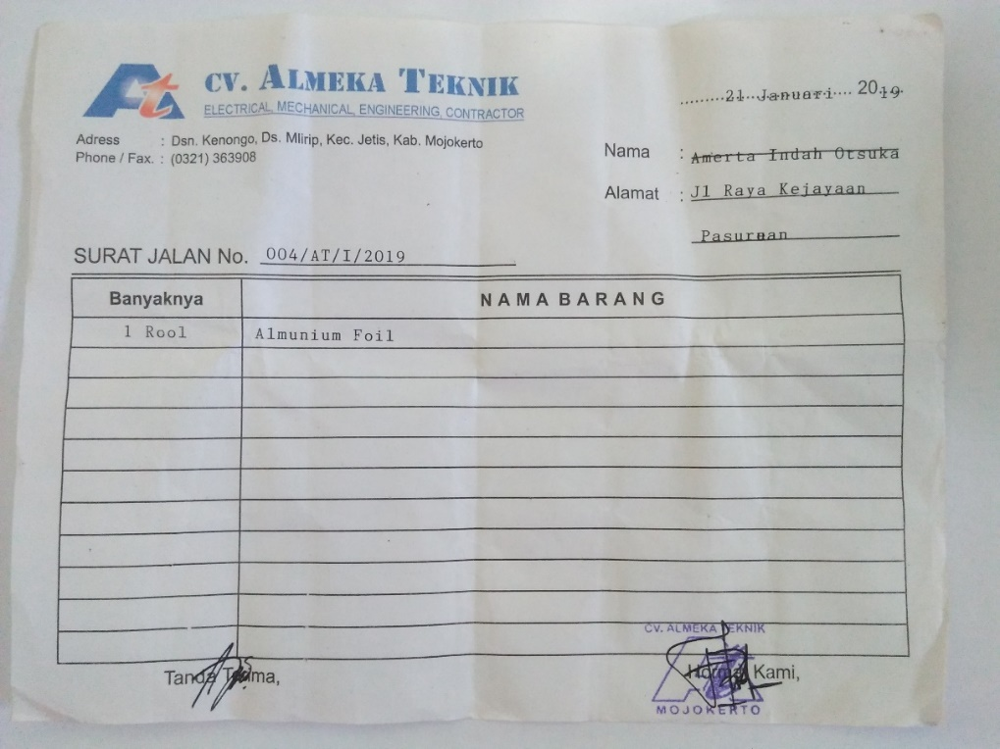 At
CV. ALMEKA TEKNIK
ELECTRICAL, MECHANICAL, ENGINEERING, CONTRACTOR
Adress : Dsn. Kenongo, Ds. Mlirip, Kec. Jetis, Kab. Mojokerto
Phone / Fax. : (0321) 363908
21 Januari 2019
Nama : Amerta Indah Otsuka
Alamat : Jl Raya Kejayaan
Pasuruan
SURAT JALAN No. 004/AT/I/2019
Banyaknya NAMA BARANG
1 Rool Almunium Foil
Tanda Terima, Hormat Kami,
CV. ALMEKA TEKNIK
MOJOKERTO